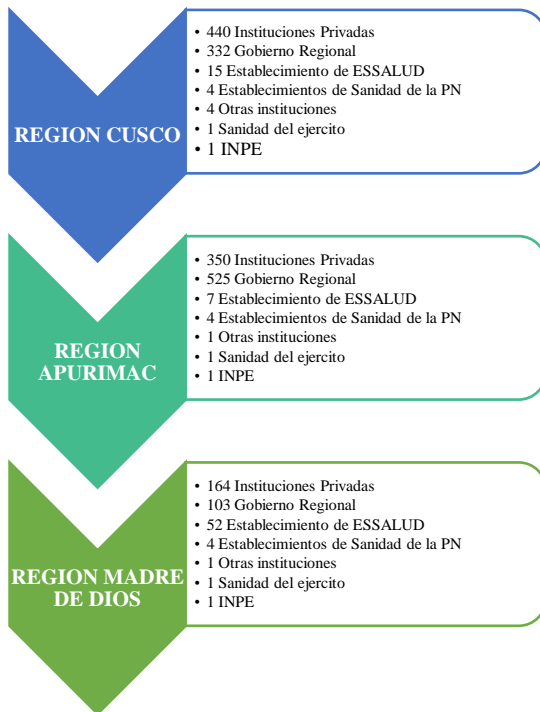 REGION CUSCO
• 440 Instituciones Privadas
• 332 Gobierno Regional
• 15 Establecimiento de ESSALUD
• 4 Establecimientos de Sanidad de la PN
• 4 Otras instituciones
• 1 Sanidad del ejercito
• 1 INPE
REGION
APURIMAC
• 350 Instituciones Privadas
• 525 Gobierno Regional
• 7 Establecimiento de ESSALUD
• 4 Establecimientos de Sanidad de la PN
• 1 Otras instituciones
• 1 Sanidad del ejercito
• 1 INPE
REGION MADRE
DE DIOS
• 164 Instituciones Privadas
• 103 Gobierno Regional
• 52 Establecimiento de ESSALUD
• 4 Establecimientos de Sanidad de la PN
• 1 Otras instituciones
• 1 Sanidad del ejercito
• 1 INPE